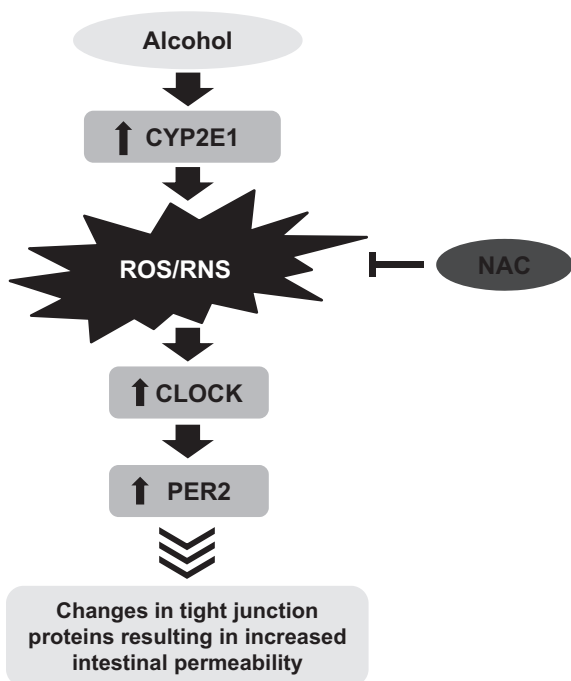 Alcohol
CYP2E1
ROS/RNS
NAC
CLOCK
PER2
Changes in tight junction
proteins resulting in increased
intestinal permeability